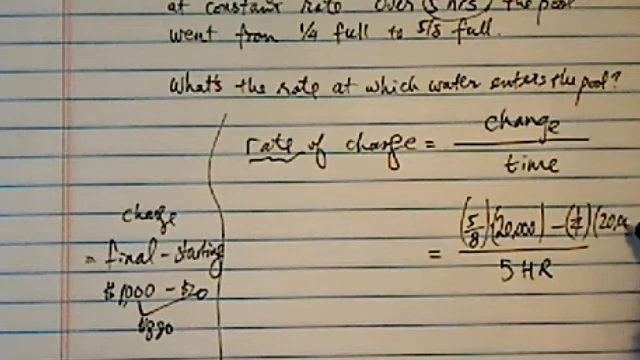 at constant rate. Over (5 hrs) the pool
went from 1/4 full to 5/8 full.
What's the rate at which water enters the pool?
rate of change = change / time
change
= final - starting
= (5/8)(20,000) - (1/4)(20,00 / 5 HR
$1,000 - $20